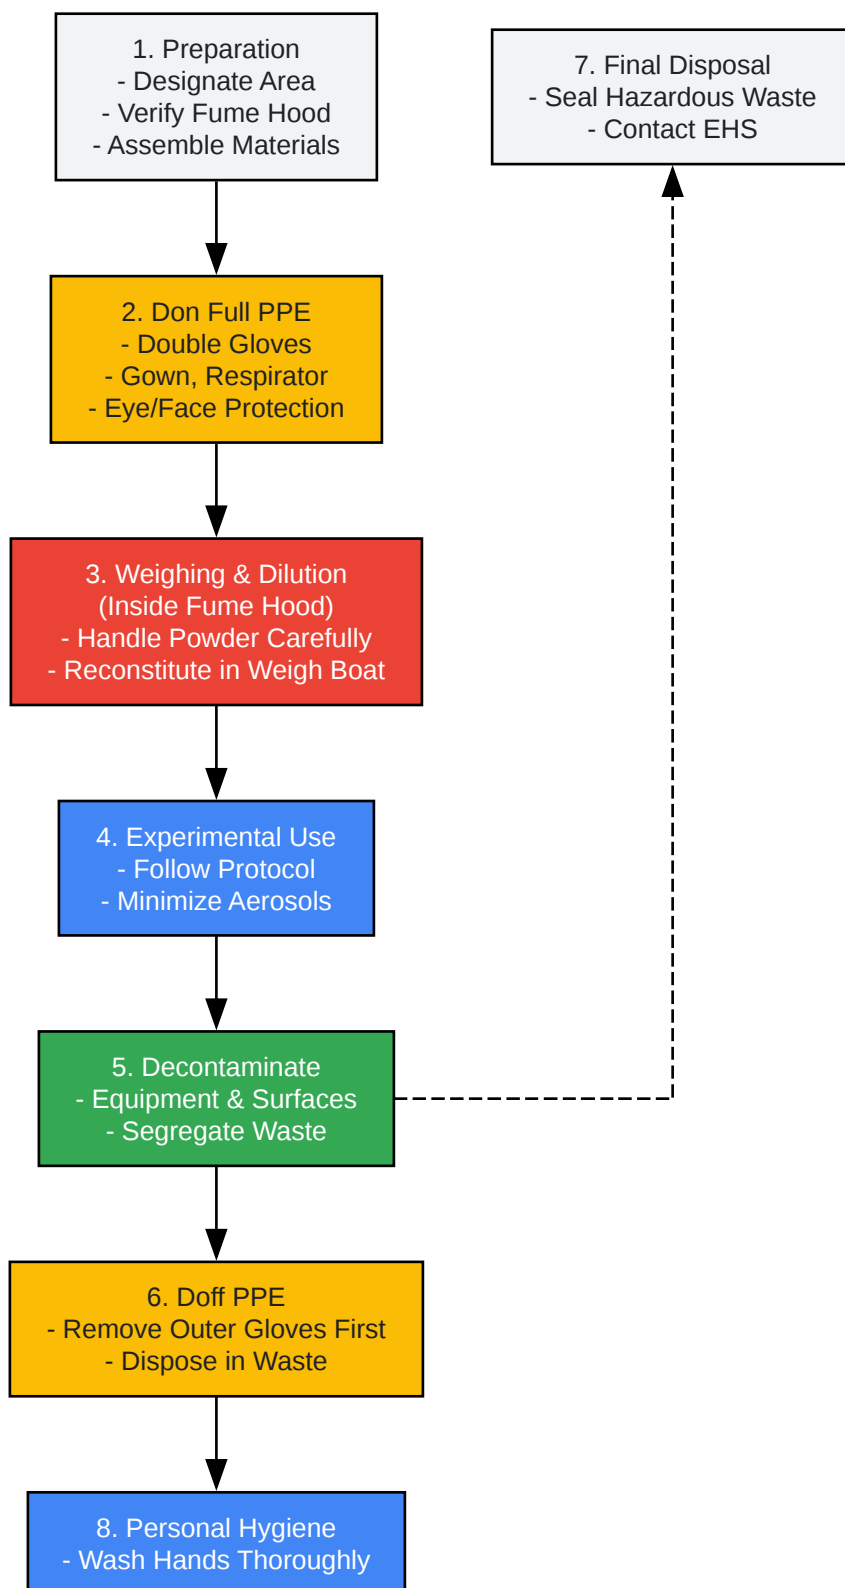 1. Preparation
- Designate Area
- Verify Fume Hood
- Assemble Materials
2. Don Full PPE
- Double Gloves
- Gown, Respirator
- Eye/Face Protection
3. Weighing & Dilution
(Inside Fume Hood)
- Handle Powder Carefully
- Reconstitute in Weigh Boat
4. Experimental Use
- Follow Protocol
- Minimize Aerosols
5. Decontaminate
- Equipment & Surfaces
- Segregate Waste
6. Doff PPE
- Remove Outer Gloves First
- Dispose in Waste
7. Final Disposal
- Seal Hazardous Waste
- Contact EHS
8. Personal Hygiene
- Wash Hands Thoroughly